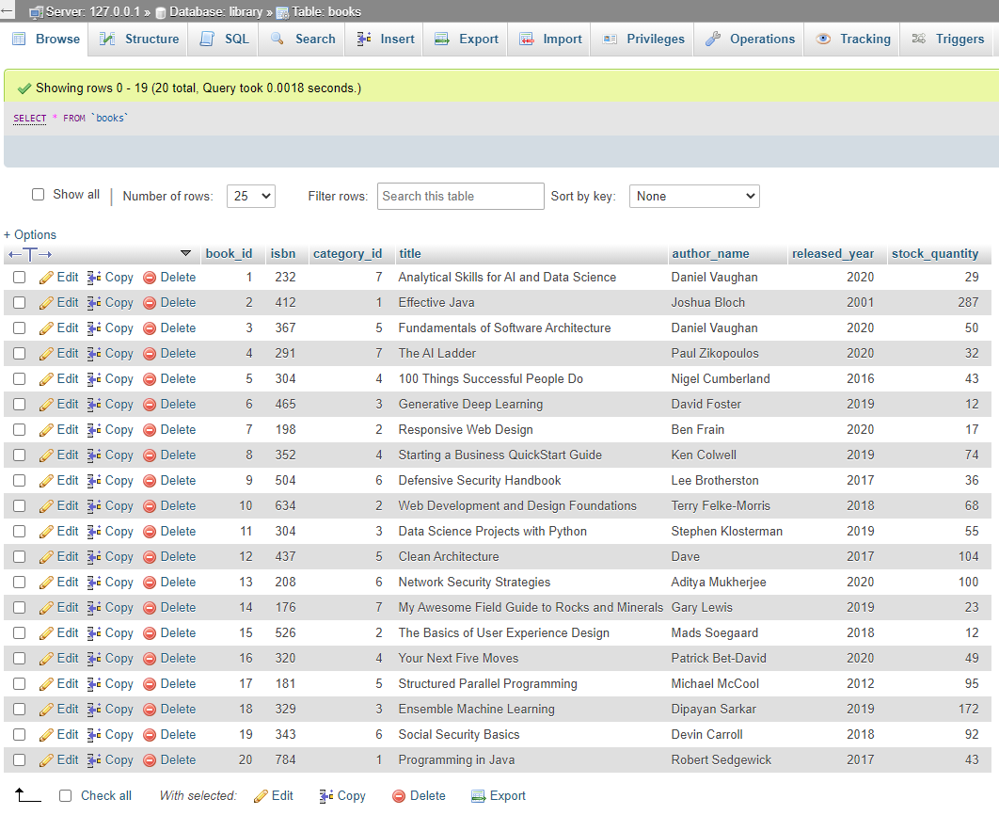 Server: 127.0.0.1 » Database: library » Table: books
Browse Structure SQL Search Insert Export Import Privileges Operations Tracking Triggers
Showing rows 0 - 19 (20 total, Query took 0.0018 seconds.)
SELECT * FROM `books`
Show all | Number of rows: 25 Filter rows: Search this table Sort by key: None
+ Options
←T→ book_id isbn category_id title author_name released_year stock_quantity
Edit Copy Delete 1 232 7 Analytical Skills for AI and Data Science Daniel Vaughan 2020 29
Edit Copy Delete 2 412 1 Effective Java Joshua Bloch 2001 287
Edit Copy Delete 3 367 5 Fundamentals of Software Architecture Daniel Vaughan 2020 50
Edit Copy Delete 4 291 7 The AI Ladder Paul Zikopoulos 2020 32
Edit Copy Delete 5 304 4 100 Things Successful People Do Nigel Cumberland 2016 43
Edit Copy Delete 6 465 3 Generative Deep Learning David Foster 2019 12
Edit Copy Delete 7 198 2 Responsive Web Design Ben Frain 2020 17
Edit Copy Delete 8 352 4 Starting a Business QuickStart Guide Ken Colwell 2019 74
Edit Copy Delete 9 504 6 Defensive Security Handbook Lee Brotherston 2017 36
Edit Copy Delete 10 634 2 Web Development and Design Foundations Terry Felke-Morris 2018 68
Edit Copy Delete 11 304 3 Data Science Projects with Python Stephen Klosterman 2019 55
Edit Copy Delete 12 437 5 Clean Architecture Dave 2017 104
Edit Copy Delete 13 208 6 Network Security Strategies Aditya Mukherjee 2020 100
Edit Copy Delete 14 176 7 My Awesome Field Guide to Rocks and Minerals Gary Lewis 2019 23
Edit Copy Delete 15 526 2 The Basics of User Experience Design Mads Soegaard 2018 12
Edit Copy Delete 16 320 4 Your Next Five Moves Patrick Bet-David 2020 49
Edit Copy Delete 17 181 5 Structured Parallel Programming Michael McCool 2012 95
Edit Copy Delete 18 329 3 Ensemble Machine Learning Dipayan Sarkar 2019 172
Edit Copy Delete 19 343 6 Social Security Basics Devin Carroll 2018 92
Edit Copy Delete 20 784 1 Programming in Java Robert Sedgewick 2017 43
Check all With selected: Edit Copy Delete Export